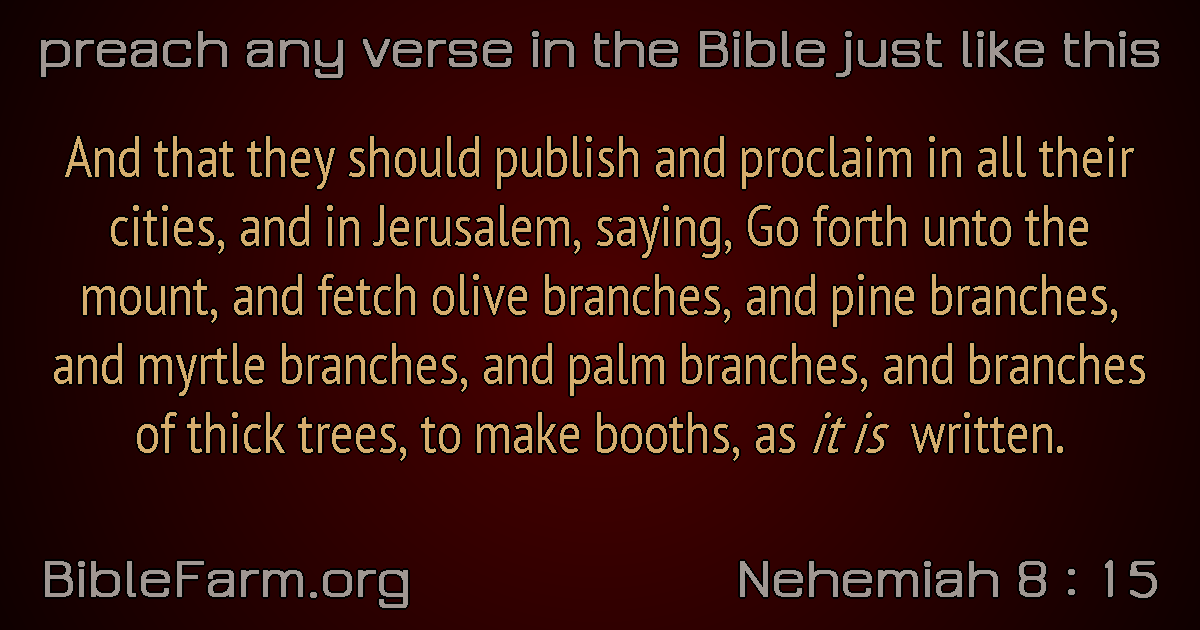 preach any verse in the Bible just like this
And that they should publish and proclaim in all their
cities, and in Jerusalem, saying, Go forth unto the
mount, and fetch olive branches, and pine branches,
and myrtle branches, and palm branches, and branches
of thick trees, to make booths, as it is written.
BibleFarm.org
Nehemiah 8 : 15